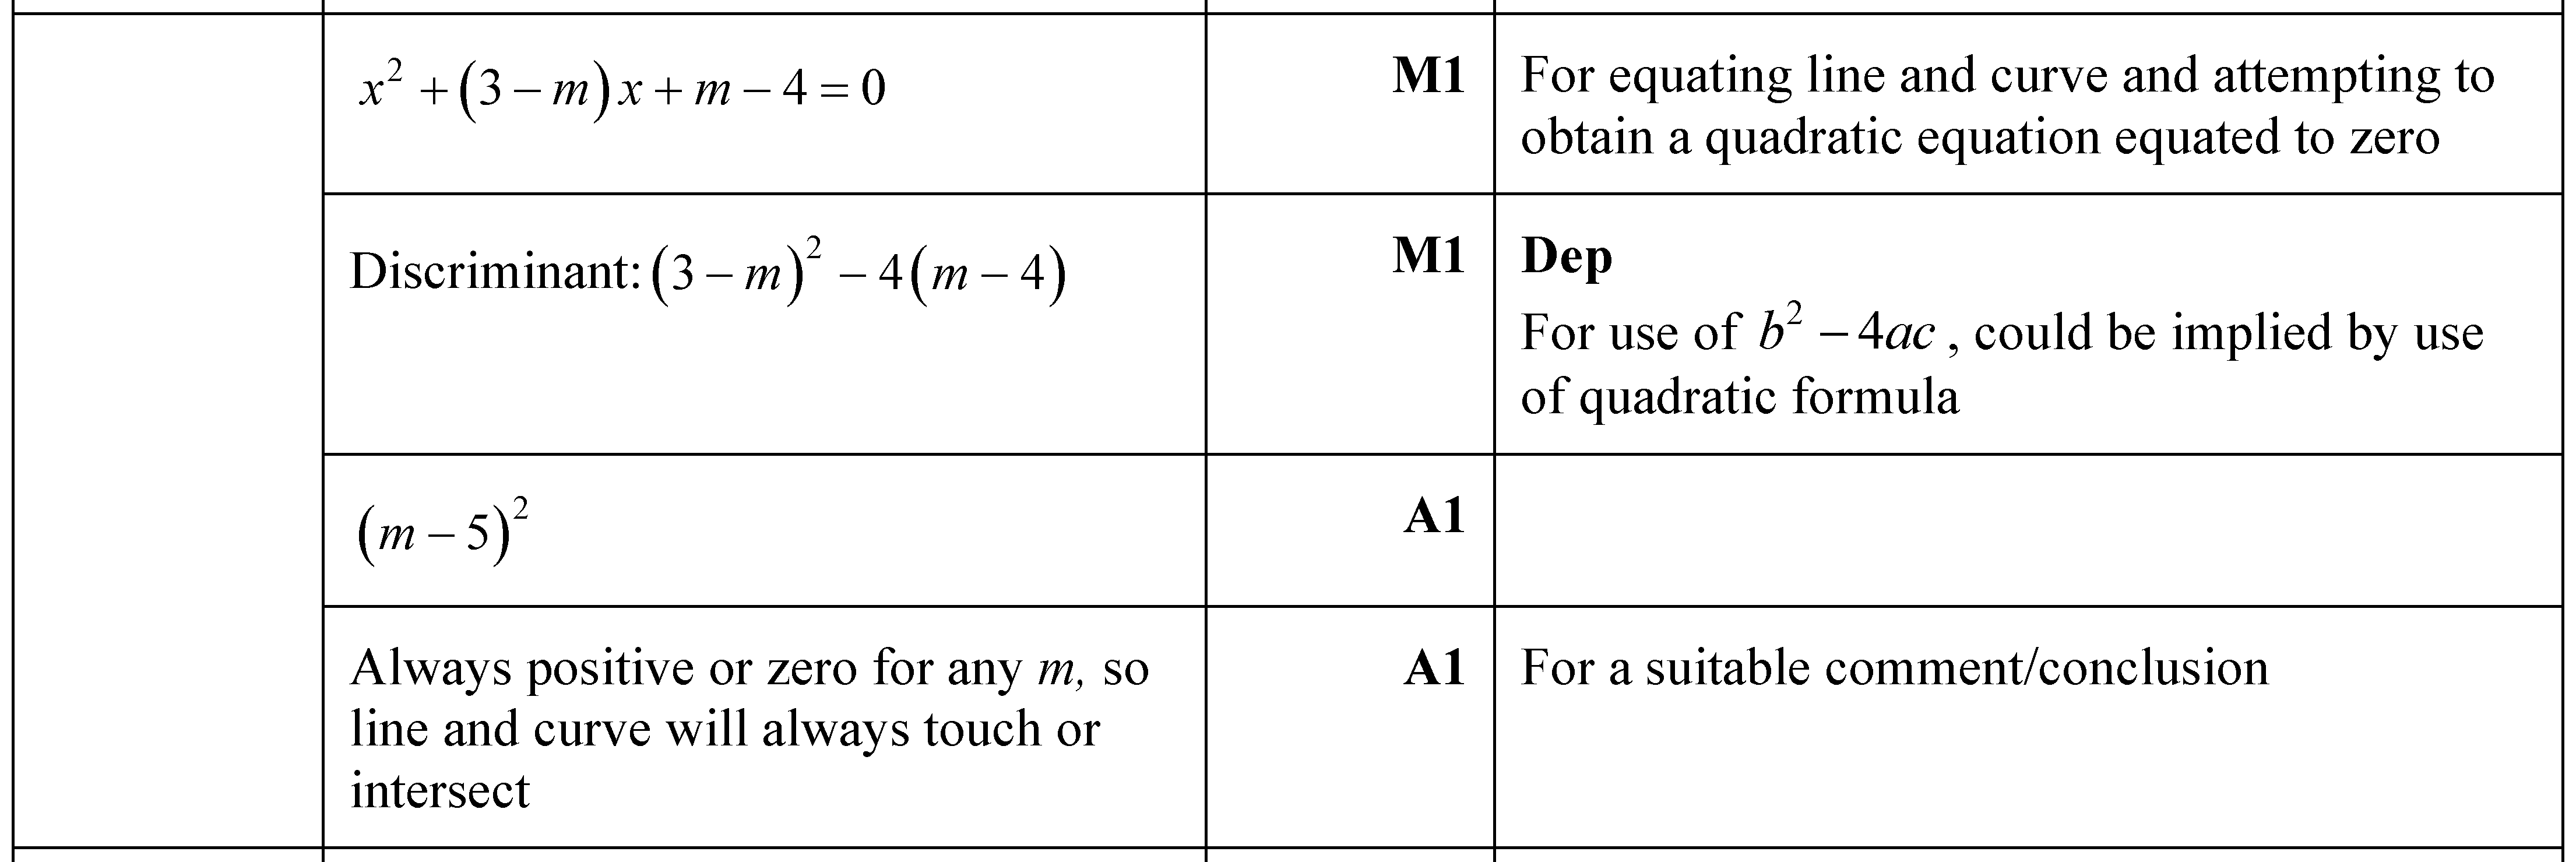 x² + (3 − m)x + m − 4 = 0
M1
For equating line and curve and attempting to
obtain a quadratic equation equated to zero
Discriminant: (3 − m)² − 4(m − 4)
M1
Dep
For use of b² − 4ac , could be implied by use
of quadratic formula
(m − 5)²
A1
Always positive or zero for any m, so
line and curve will always touch or
intersect
A1
For a suitable comment/conclusion